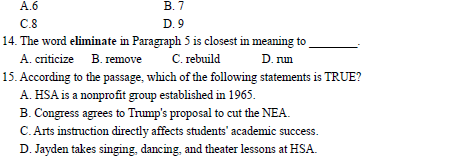 A.6 B. 7
C.8 D. 9
14. The word eliminate in Paragraph 5 is closest in meaning to ________.
A. criticize B. remove C. rebuild D. run
15. According to the passage, which of the following statements is TRUE?
A. HSA is a nonprofit group established in 1965.
B. Congress agrees to Trump's proposal to cut the NEA.
C. Arts instruction directly affects students' academic success.
D. Jayden takes singing, dancing, and theater lessons at HSA.